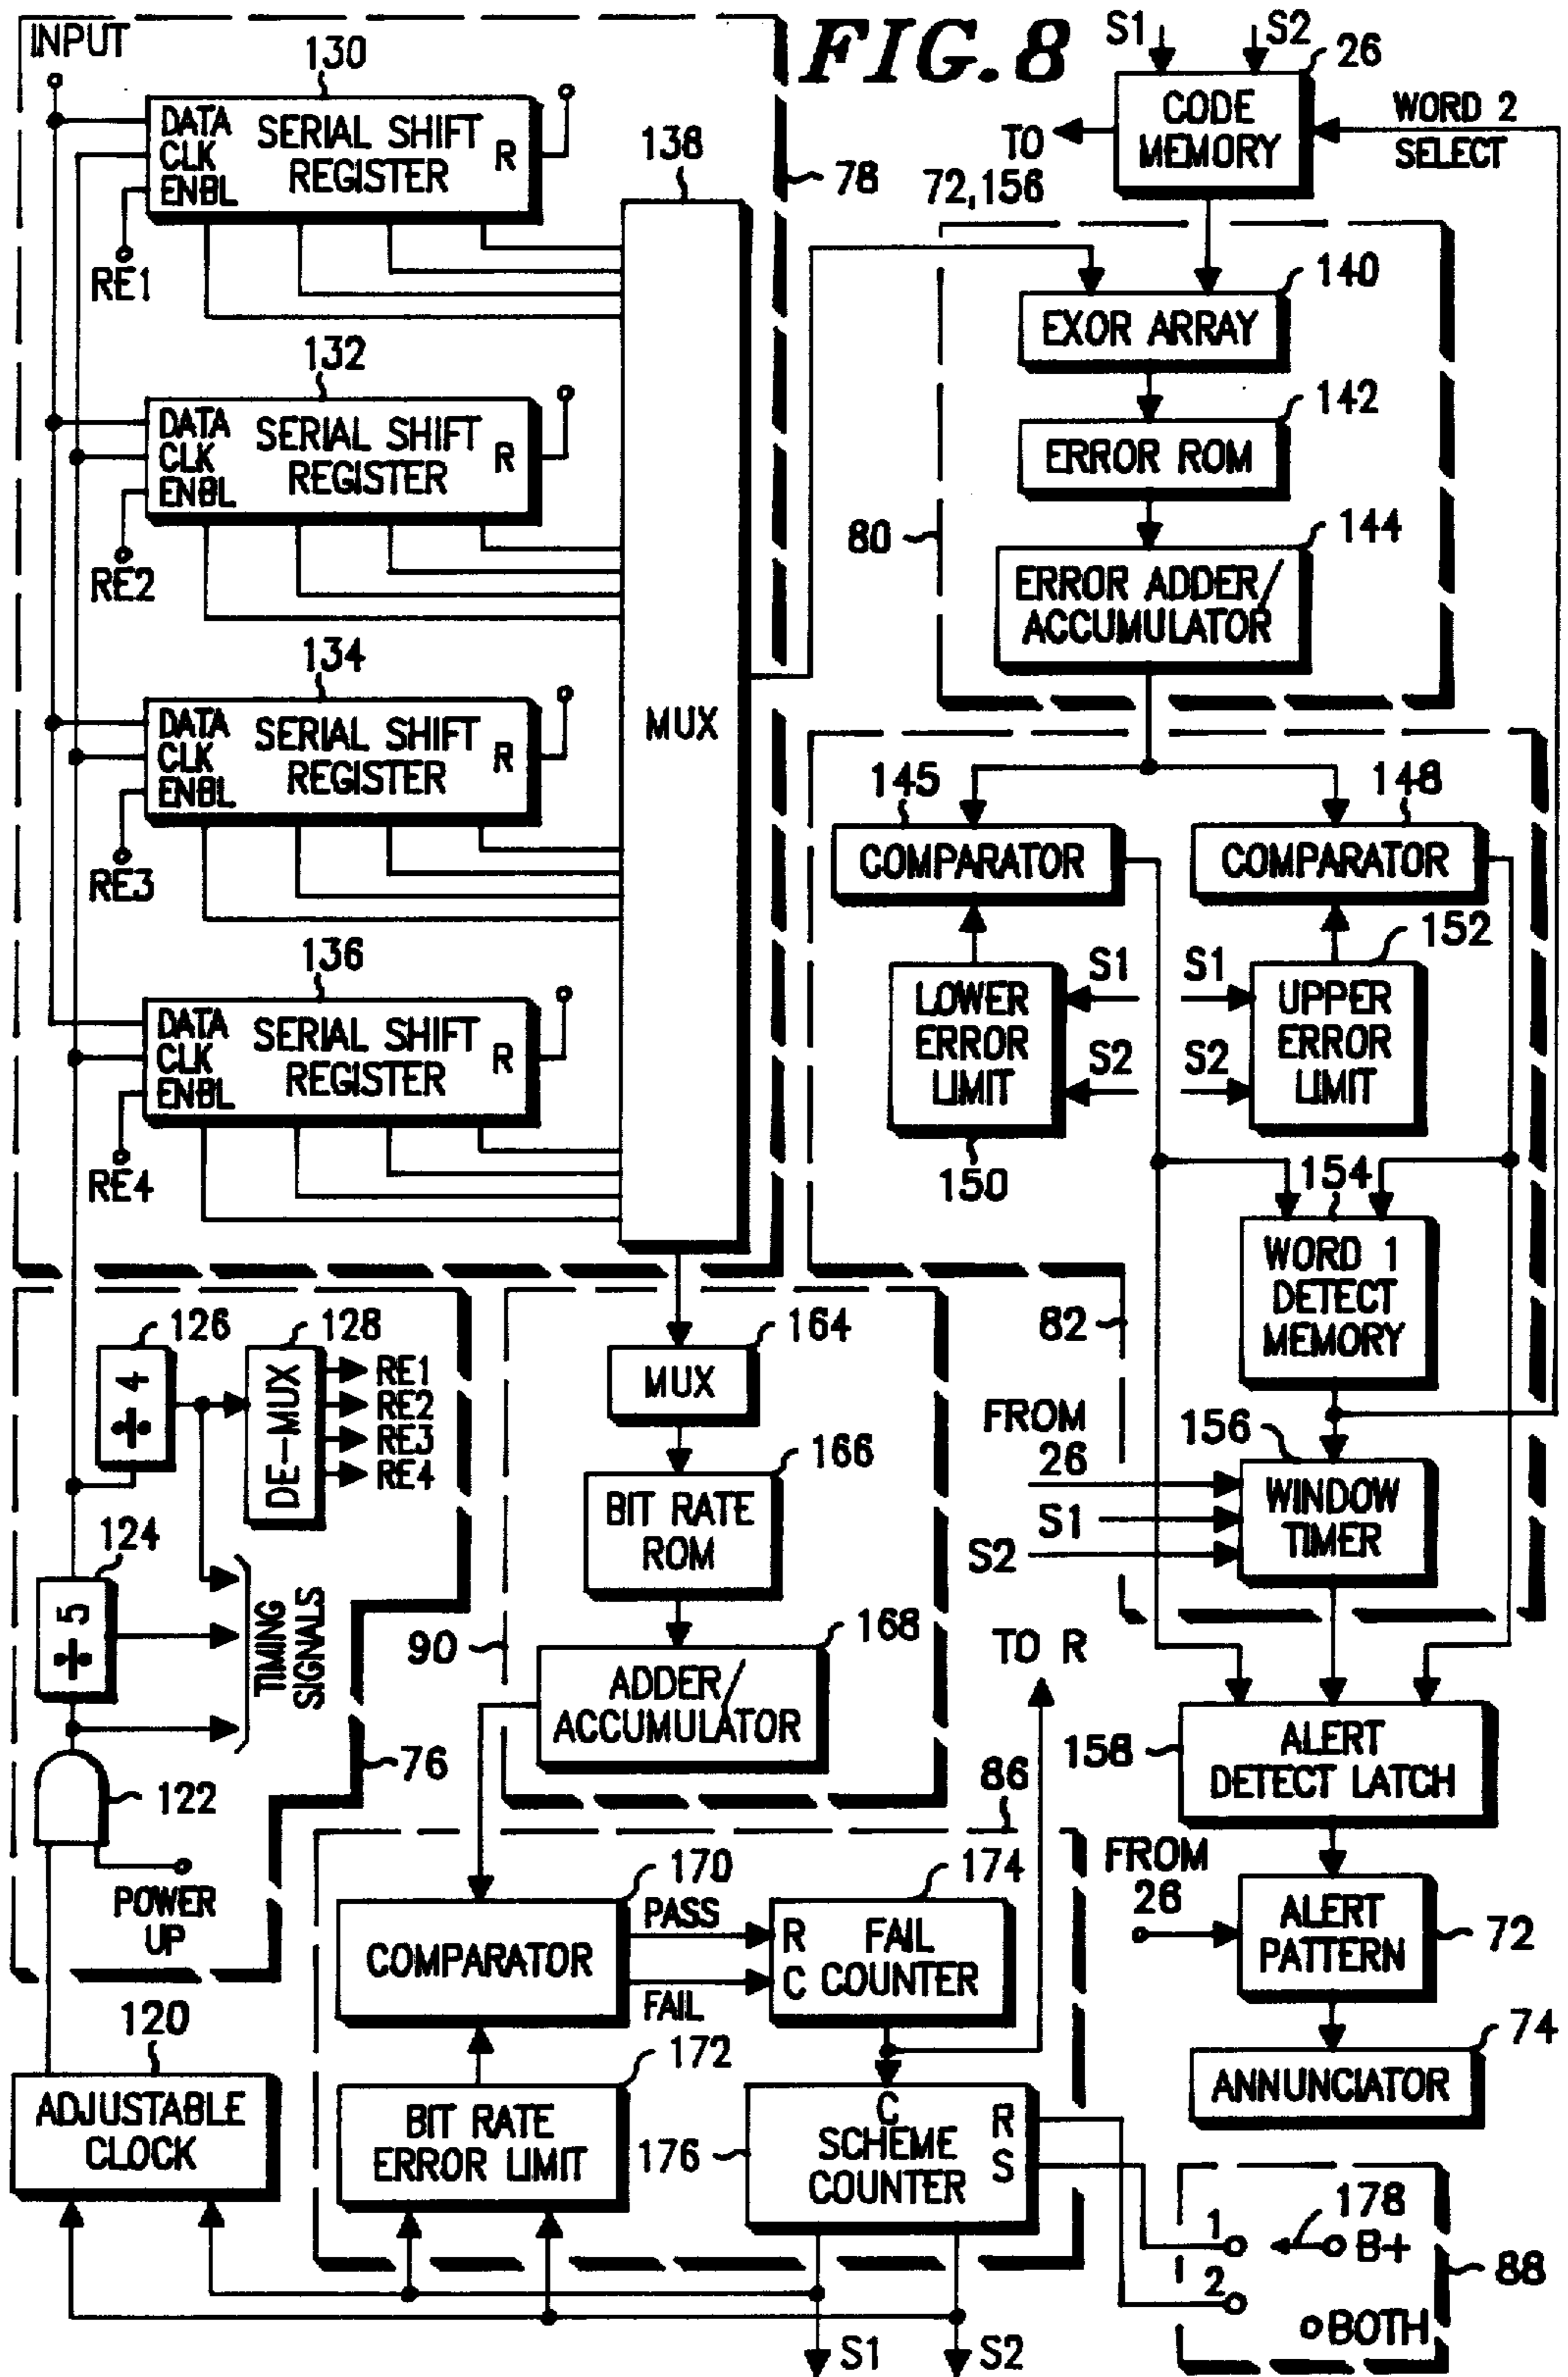 FIG. 8
INPUT
130
DATA
CLK
ENBL
SERIAL SHIFT
REGISTER
R
RE1
132
DATA
CLK
ENBL
SERIAL SHIFT
REGISTER
R
RE2
134
DATA
CLK
ENBL
SERIAL SHIFT
REGISTER
R
RE3
136
DATA
CLK
ENBL
SERIAL SHIFT
REGISTER
R
RE4
138
MUX
78
S1
S2
26
CODE
MEMORY
TO
72,156
WORD 2
SELECT
140
EXOR ARRAY
142
ERROR ROM
80
144
ERROR ADDER/
ACCUMULATOR
145
COMPARATOR
148
COMPARATOR
152
LOWER
ERROR
LIMIT
150
S1
S2
S1
S2
UPPER
ERROR
LIMIT
154
WORD 1
DETECT
MEMORY
82
FROM
26
S1
S2
156
WINDOW
TIMER
126
÷ 4
128
DE-MUX
RE1
RE2
RE3
RE4
124
÷ 5
TIMING
SIGNALS
122
POWER
UP
76
120
ADJUSTABLE
CLOCK
164
MUX
166
BIT RATE
ROM
90
168
ADDER/
ACCUMULATOR
TO R
86
170
COMPARATOR
PASS
FAIL
174
R
C
FAIL
COUNTER
172
BIT RATE
ERROR LIMIT
176
C
SCHEME
COUNTER
R
S
S1
S2
158
ALERT
DETECT LATCH
FROM
26
ALERT
PATTERN
72
74
ANNUNCIATOR
178
1
B+
2
BOTH
88